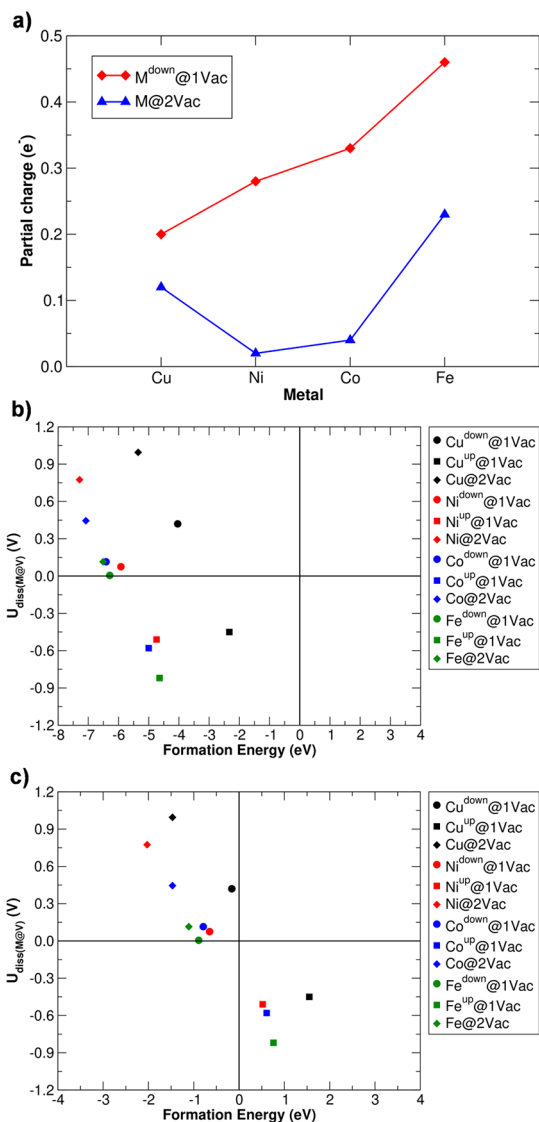 a)
0.5
0.4
0.3
0.2
0.1
0.0
Partial charge (e⁻)
M^down@1Vac
M@2Vac
Cu Ni Co Fe
Metal
b)
1.2
0.9
0.6
0.3
0.0
-0.3
-0.6
-0.9
-1.2
U_diss(M@V) (V)
-8 -7 -6 -5 -4 -3 -2 -1 0 1 2 3 4
Formation Energy (eV)
Cu^down@1Vac
Cu^up@1Vac
Cu@2Vac
Ni^down@1Vac
Ni^up@1Vac
Ni@2Vac
Co^down@1Vac
Co^up@1Vac
Co@2Vac
Fe^down@1Vac
Fe^up@1Vac
Fe@2Vac
c)
1.2
0.9
0.6
0.3
0.0
-0.3
-0.6
-0.9
-1.2
U_diss(M@V) (V)
-4 -3 -2 -1 0 1 2 3 4
Formation Energy (eV)
Cu^down@1Vac
Cu^up@1Vac
Cu@2Vac
Ni^down@1Vac
Ni^up@1Vac
Ni@2Vac
Co^down@1Vac
Co^up@1Vac
Co@2Vac
Fe^down@1Vac
Fe^up@1Vac
Fe@2Vac